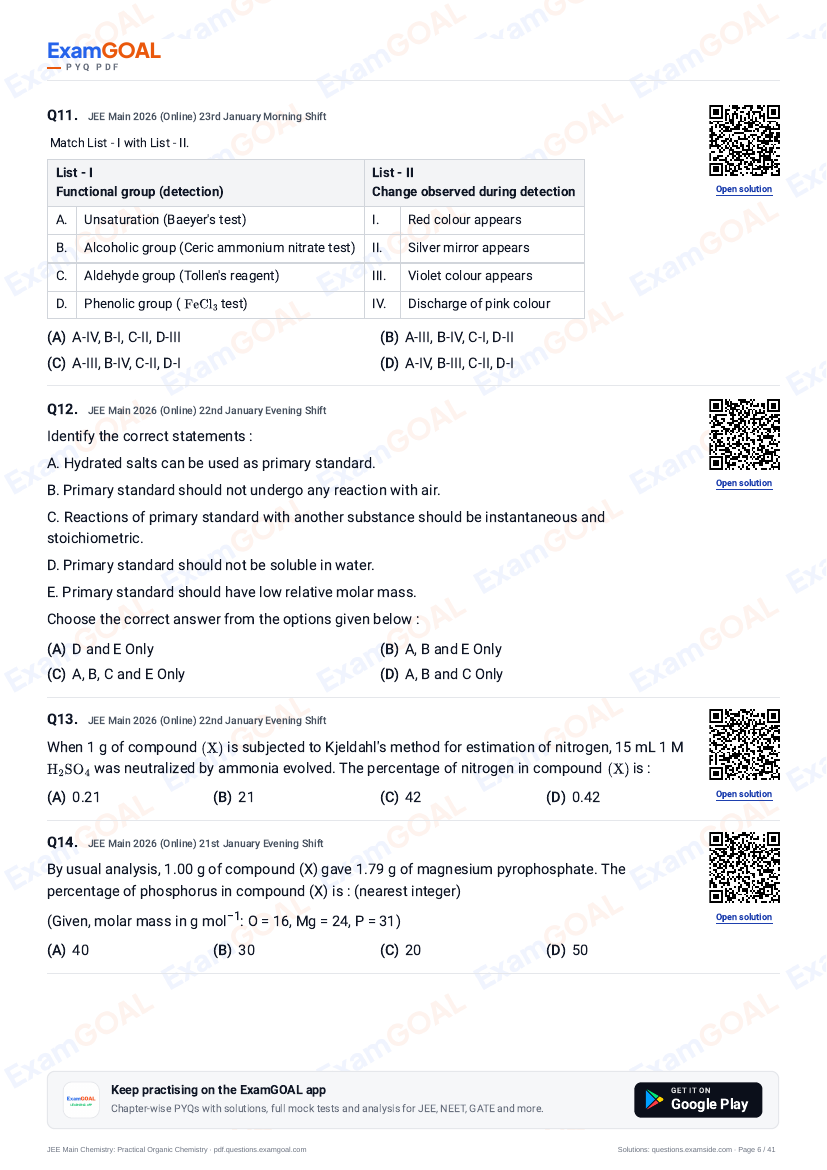 ExamGOAL
PYQ PDF
Q11. JEE Main 2026 (Online) 23rd January Morning Shift
Open solution
Match List - I with List - II.
List - I
Functional group (detection)
List - II
Change observed during detection
A. Unsaturation (Baeyer's test) I. Red colour appears
B. Alcoholic group (Ceric ammonium nitrate test) II. Silver mirror appears
C. Aldehyde group (Tollen's reagent) III. Violet colour appears
D. Phenolic group ( FeCl₃ test) IV. Discharge of pink colour
(A) A-IV, B-I, C-II, D-III (B) A-III, B-IV, C-I, D-II
(C) A-III, B-IV, C-II, D-I (D) A-IV, B-III, C-II, D-I
Q12. JEE Main 2026 (Online) 22nd January Evening Shift
Open solution
Identify the correct statements :
A. Hydrated salts can be used as primary standard.
B. Primary standard should not undergo any reaction with air.
C. Reactions of primary standard with another substance should be instantaneous and
stoichiometric.
D. Primary standard should not be soluble in water.
E. Primary standard should have low relative molar mass.
Choose the correct answer from the options given below :
(A) D and E Only (B) A, B and E Only
(C) A, B, C and E Only (D) A, B and C Only
Q13. JEE Main 2026 (Online) 22nd January Evening Shift
Open solution
When 1 g of compound (X) is subjected to Kjeldahl's method for estimation of nitrogen, 15 mL 1 M
H₂SO₄ was neutralized by ammonia evolved. The percentage of nitrogen in compound (X) is :
(A) 0.21 (B) 21 (C) 42 (D) 0.42
Q14. JEE Main 2026 (Online) 21st January Evening Shift
Open solution
By usual analysis, 1.00 g of compound (X) gave 1.79 g of magnesium pyrophosphate. The
percentage of phosphorus in compound (X) is : (nearest integer)
(Given, molar mass in g mol⁻¹: O = 16, Mg = 24, P = 31)
(A) 40 (B) 30 (C) 20 (D) 50
ExamGOAL
Keep practising on the ExamGOAL app
Chapter-wise PYQs with solutions, full mock tests and analysis for JEE, NEET, GATE and more.
GET IT ON
Google Play
JEE Main Chemistry: Practical Organic Chemistry · pdf.questions.examgoal.com
Solutions: questions.examside.com · Page 6 / 41